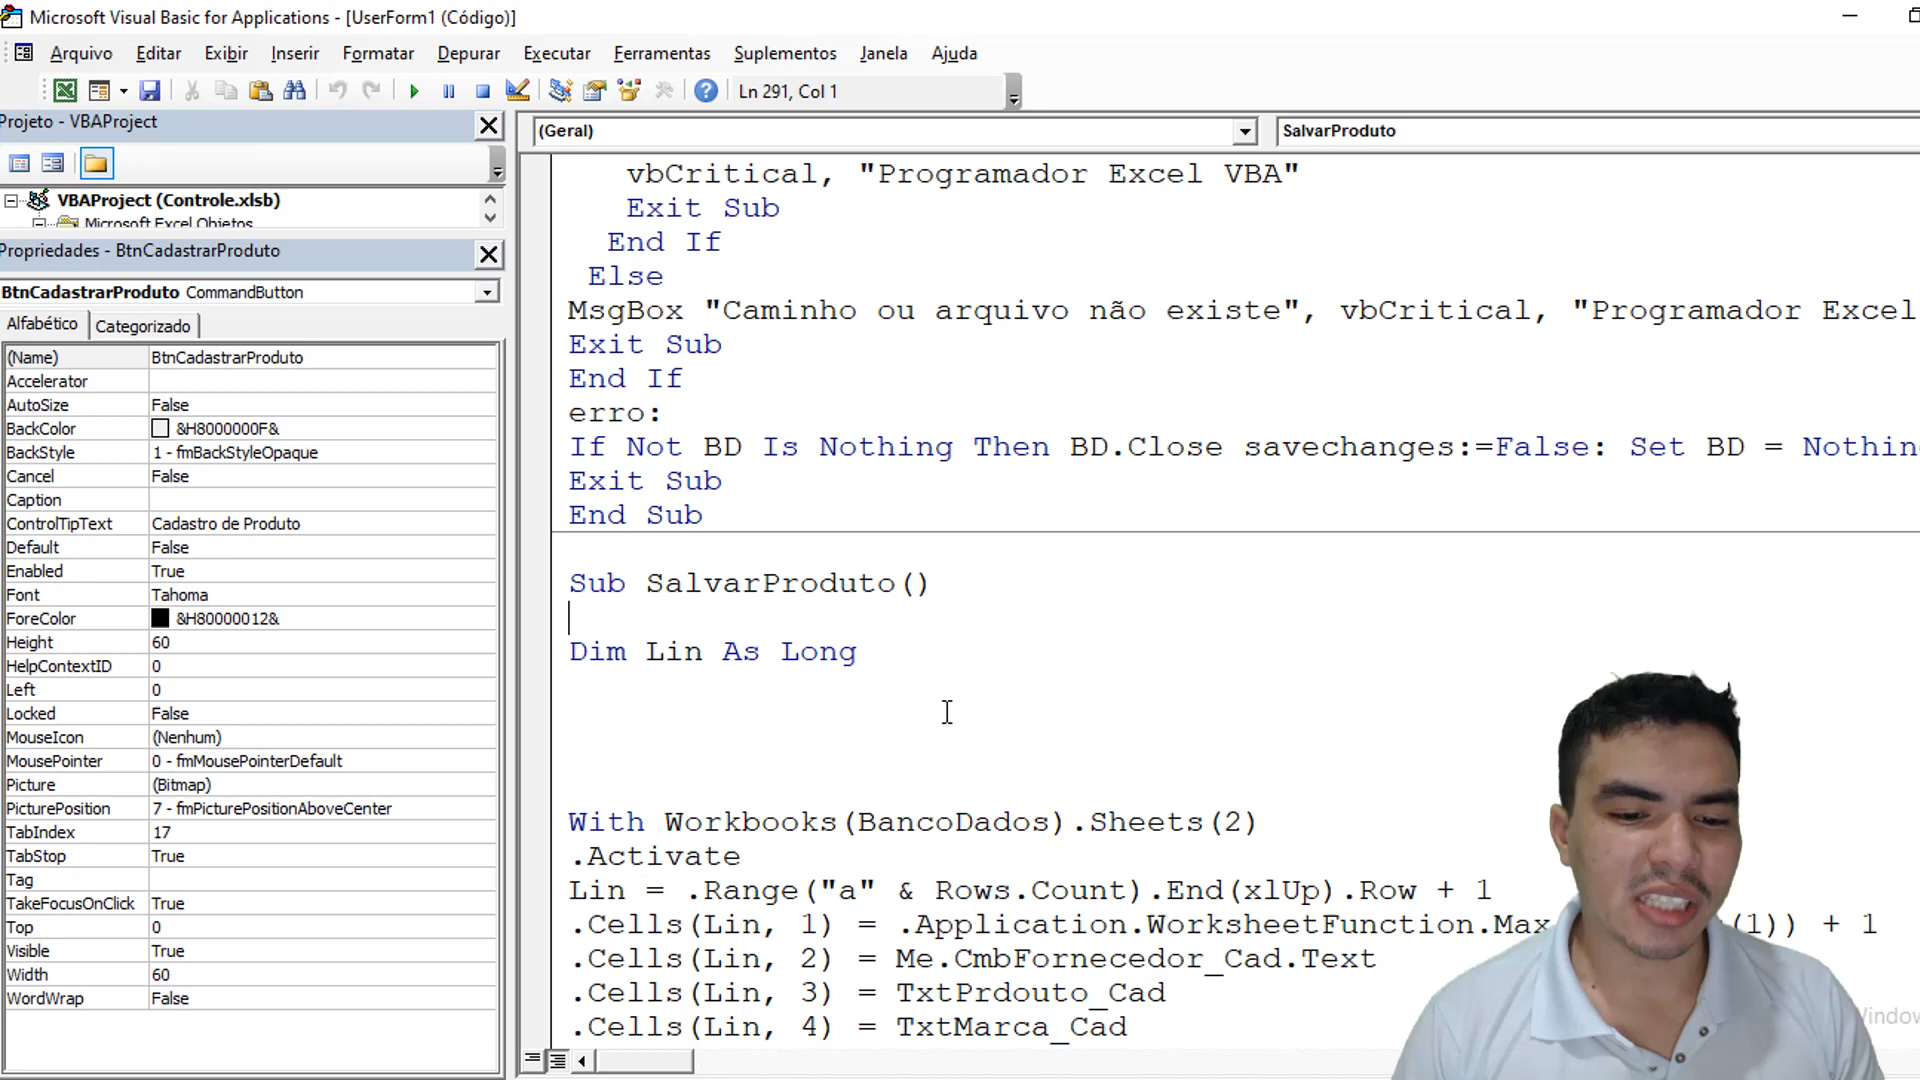 Microsoft Visual Basic for Applications - [UserForm1 (Código)]
Arquivo Editar Exibir Inserir Formatar Depurar Executar Ferramentas Suplementos Janela Ajuda
Ln 291, Col 1
Projeto - VBAProject
VBAProject (Controle.xlsb)
Microsoft Excel Objetos
Propriedades - BtnCadastrarProduto
BtnCadastrarProduto CommandButton
Alfabético Categorizado
(Name) BtnCadastrarProduto
Accelerator
AutoSize False
BackColor &H8000000F&
BackStyle 1 - fmBackStyleOpaque
Cancel False
Caption
ControlTipText Cadastro de Produto
Default False
Enabled True
Font Tahoma
ForeColor &H80000012&
Height 60
HelpContextID 0
Left 0
Locked False
MouseIcon (Nenhum)
MousePointer 0 - fmMousePointerDefault
Picture (Bitmap)
PicturePosition 7 - fmPicturePositionAboveCenter
TabIndex 17
TabStop True
Tag
TakeFocusOnClick True
Top 0
Visible True
Width 60
WordWrap False
(Geral) SalvarProduto
vbCritical, "Programador Excel VBA"
Exit Sub
End If
Else
MsgBox "Caminho ou arquivo não existe", vbCritical, "Programador Excel
Exit Sub
End If
erro:
If Not BD Is Nothing Then BD.Close savechanges:=False: Set BD = Nothin
Exit Sub
End Sub
Sub SalvarProduto()
Dim Lin As Long
With Workbooks(BancoDados).Sheets(2)
.Activate
Lin = .Range("a" & Rows.Count).End(xlUp).Row + 1
.Cells(Lin, 1) = .Application.WorksheetFunction.Max (1)) + 1
.Cells(Lin, 2) = Me.CmbFornecedor_Cad.Text
.Cells(Lin, 3) = TxtPrdouto_Cad
.Cells(Lin, 4) = TxtMarca_Cad